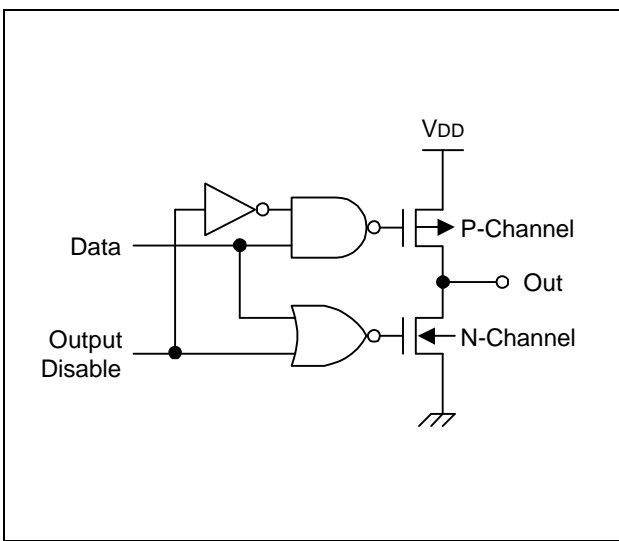 VDD
P-Channel
Data
Out
Output
Disable
N-Channel